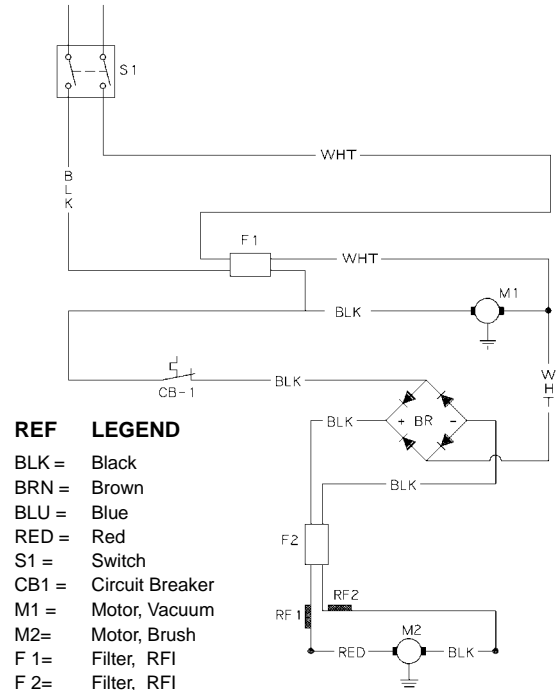 S1
WHT
BLK
F1
WHT
M1
BLK
WHT
CB-1
BLK
BLK
+ BR -
BLK
F2
RF1
RF2
M2
RED
BLK
REF LEGEND
BLK = Black
BRN = Brown
BLU = Blue
RED = Red
S1 = Switch
CB1 = Circuit Breaker
M1 = Motor, Vacuum
M2= Motor, Brush
F 1= Filter, RFI
F 2= Filter, RFI